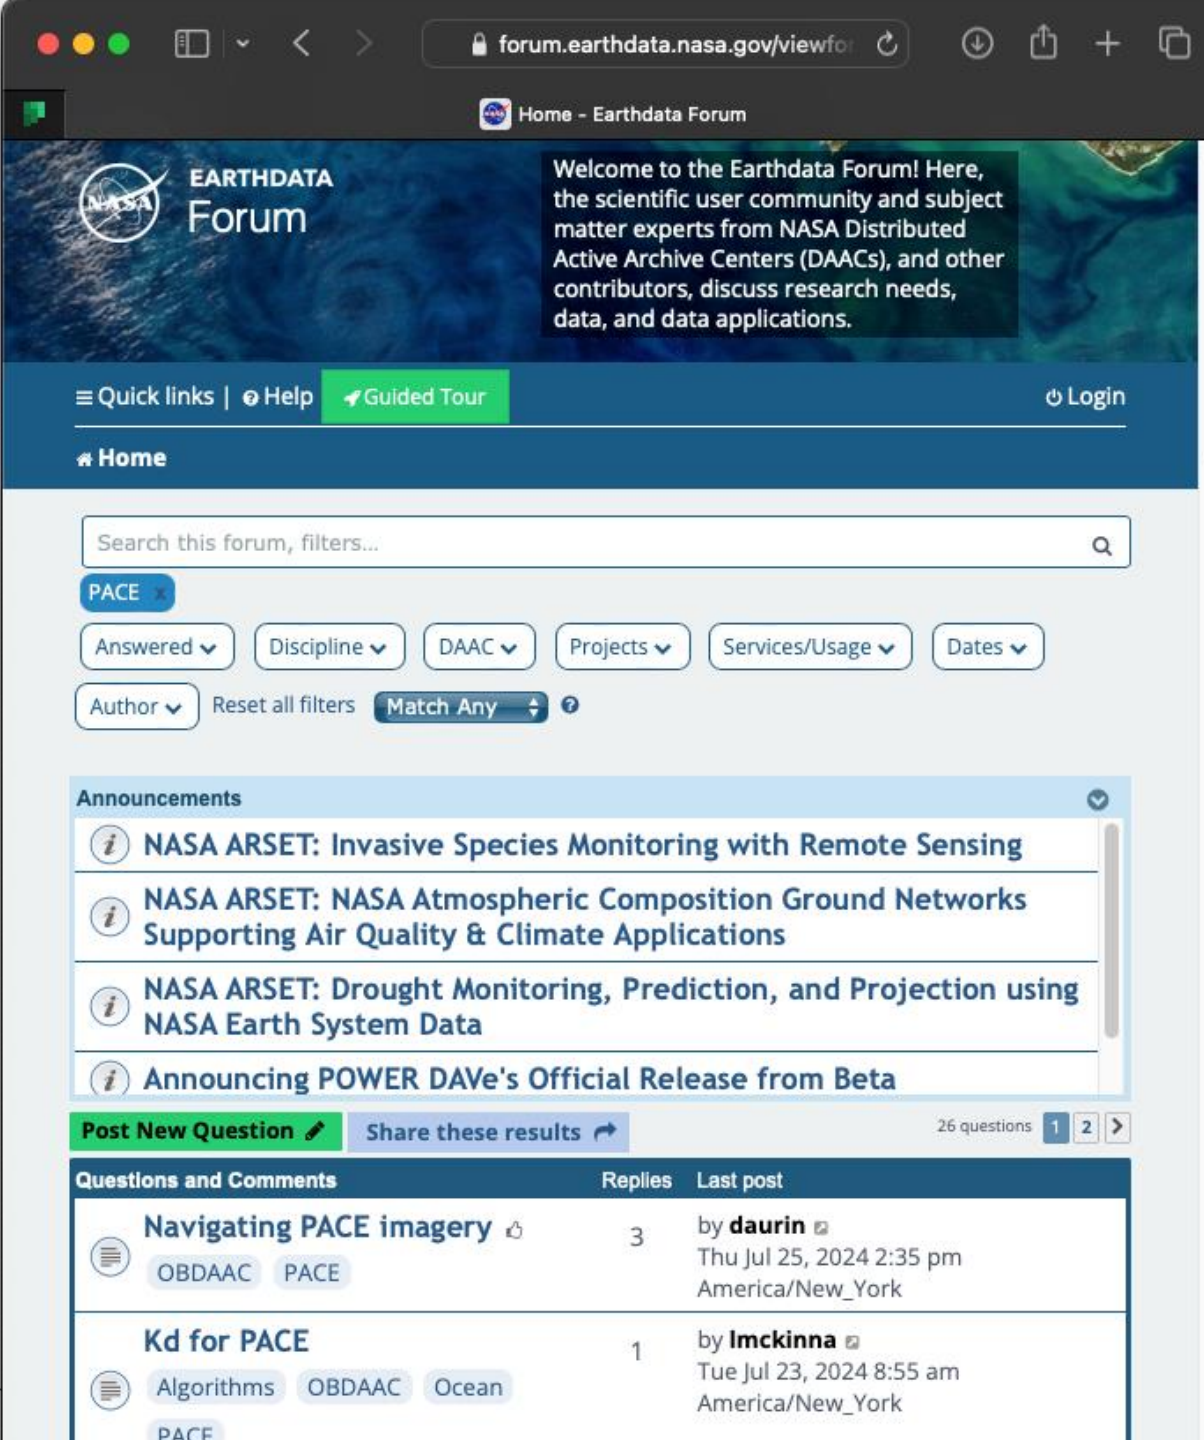 forum.earthdata.nasa.gov/viewfo
Home - Earthdata Forum
NASA
EARTHDATA
Forum
Welcome to the Earthdata Forum! Here,
the scientific user community and subject
matter experts from NASA Distributed
Active Archive Centers (DAACs), and other
contributors, discuss research needs,
data, and data applications.
Quick links | Help Guided Tour Login
Home
Search this forum, filters...
PACE x
Answered Discipline DAAC Projects Services/Usage Dates
Author Reset all filters Match Any
Announcements
NASA ARSET: Invasive Species Monitoring with Remote Sensing
NASA ARSET: NASA Atmospheric Composition Ground Networks
Supporting Air Quality & Climate Applications
NASA ARSET: Drought Monitoring, Prediction, and Projection using
NASA Earth System Data
Announcing POWER DAVe's Official Release from Beta
Post New Question Share these results 26 questions 1 2
Questions and Comments Replies Last post
Navigating PACE imagery 3 by daurin
OBDAAC PACE Thu Jul 25, 2024 2:35 pm
America/New_York
Kd for PACE 1 by lmckinna
Algorithms OBDAAC Ocean Tue Jul 23, 2024 8:55 am
America/New_York
PACE